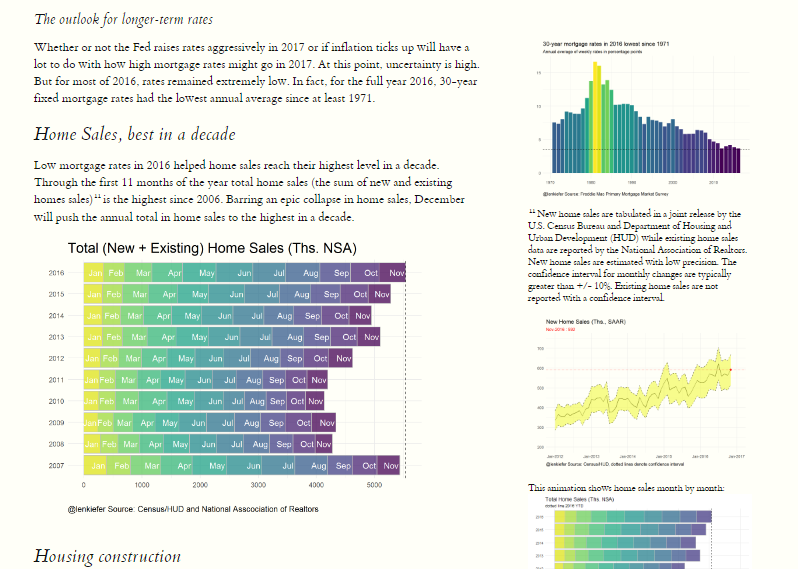 The outlook for longer-term rates
Whether or not the Fed raises rates aggressively in 2017 or if inflation ticks up will have a
lot to do with how high mortgage rates might go in 2017. At this point, uncertainty is high.
But for most of 2016, rates remained extremely low. In fact, for the full year 2016, 30-year
fixed mortgage rates had the lowest annual average since at least 1971.
Home Sales, best in a decade
Low mortgage rates in 2016 helped home sales reach their highest level in a decade.
Through the first 11 months of the year total home sales (the sum of new and existing
homes sales)¹¹ is the highest since 2006. Barring an epic collapse in home sales, December
will push the annual total in home sales to the highest in a decade.
Total (New + Existing) Home Sales (Ths. NSA)
2016 Jan Feb Mar Apr May Jun Jul Aug Sep Oct Nov
2015 Jan Feb Mar Apr May Jun Jul Aug Sep Oct Nov
2014 Jan Feb Mar Apr May Jun Jul Aug Sep Oct Nov
2013 Jan Feb Mar Apr May Jun Jul Aug Sep Oct Nov
2012 Jan Feb Mar Apr May Jun Jul Aug Sep Oct Nov
2011 Jan Feb Mar Apr May Jun Jul Aug Sep Oct Nov
2010 Jan Feb Mar Apr May Jun Jul Aug Sep Oct Nov
2009 Jan Feb Mar Apr May Jun Jul Aug Sep Oct Nov
2008 Jan Feb Mar Apr May Jun Jul Aug Sep Oct Nov
2007 Jan Feb Mar Apr May Jun Jul Aug Sep Oct Nov
0 1000 2000 3000 4000 5000
@lenkiefer Source: Census/HUD and National Asscociation of Realtors
Housing construction
30-year mortgage rates in 2016 lowest since 1971
Annual average of weekly rates in percentage points
15
10
5
0
1970 1980 1990 2000 2010
@lenkiefer Source: Freddie Mac Primary Mortgage Market Survey
¹¹ New home sales are tabulated in a joint release by the
U.S. Census Bureau and Department of Housing and
Urban Development (HUD) while existing home sales
data are reported by the National Association of Realtors.
New home sales are estimated with low precision. The
confidence interval for monthly changes are typically
greater than +/- 10%. Existing home sales are not
reported with a confidence interval.
New Home Sales (Ths., SAAR)
Nov 2016 : 592
700
600
500
400
300
200
Jan-2012 Jan-2013 Jan-2014 Jan-2015 Jan-2016 Jan-2017
@lenkiefer Source: Census/HUD, dotted lines denote confidence interval
This animation shows home sales month by month:
Total Home Sales (Ths. NSA)
dotted line 2016 YTD
2016
2015
2014
2013
2012